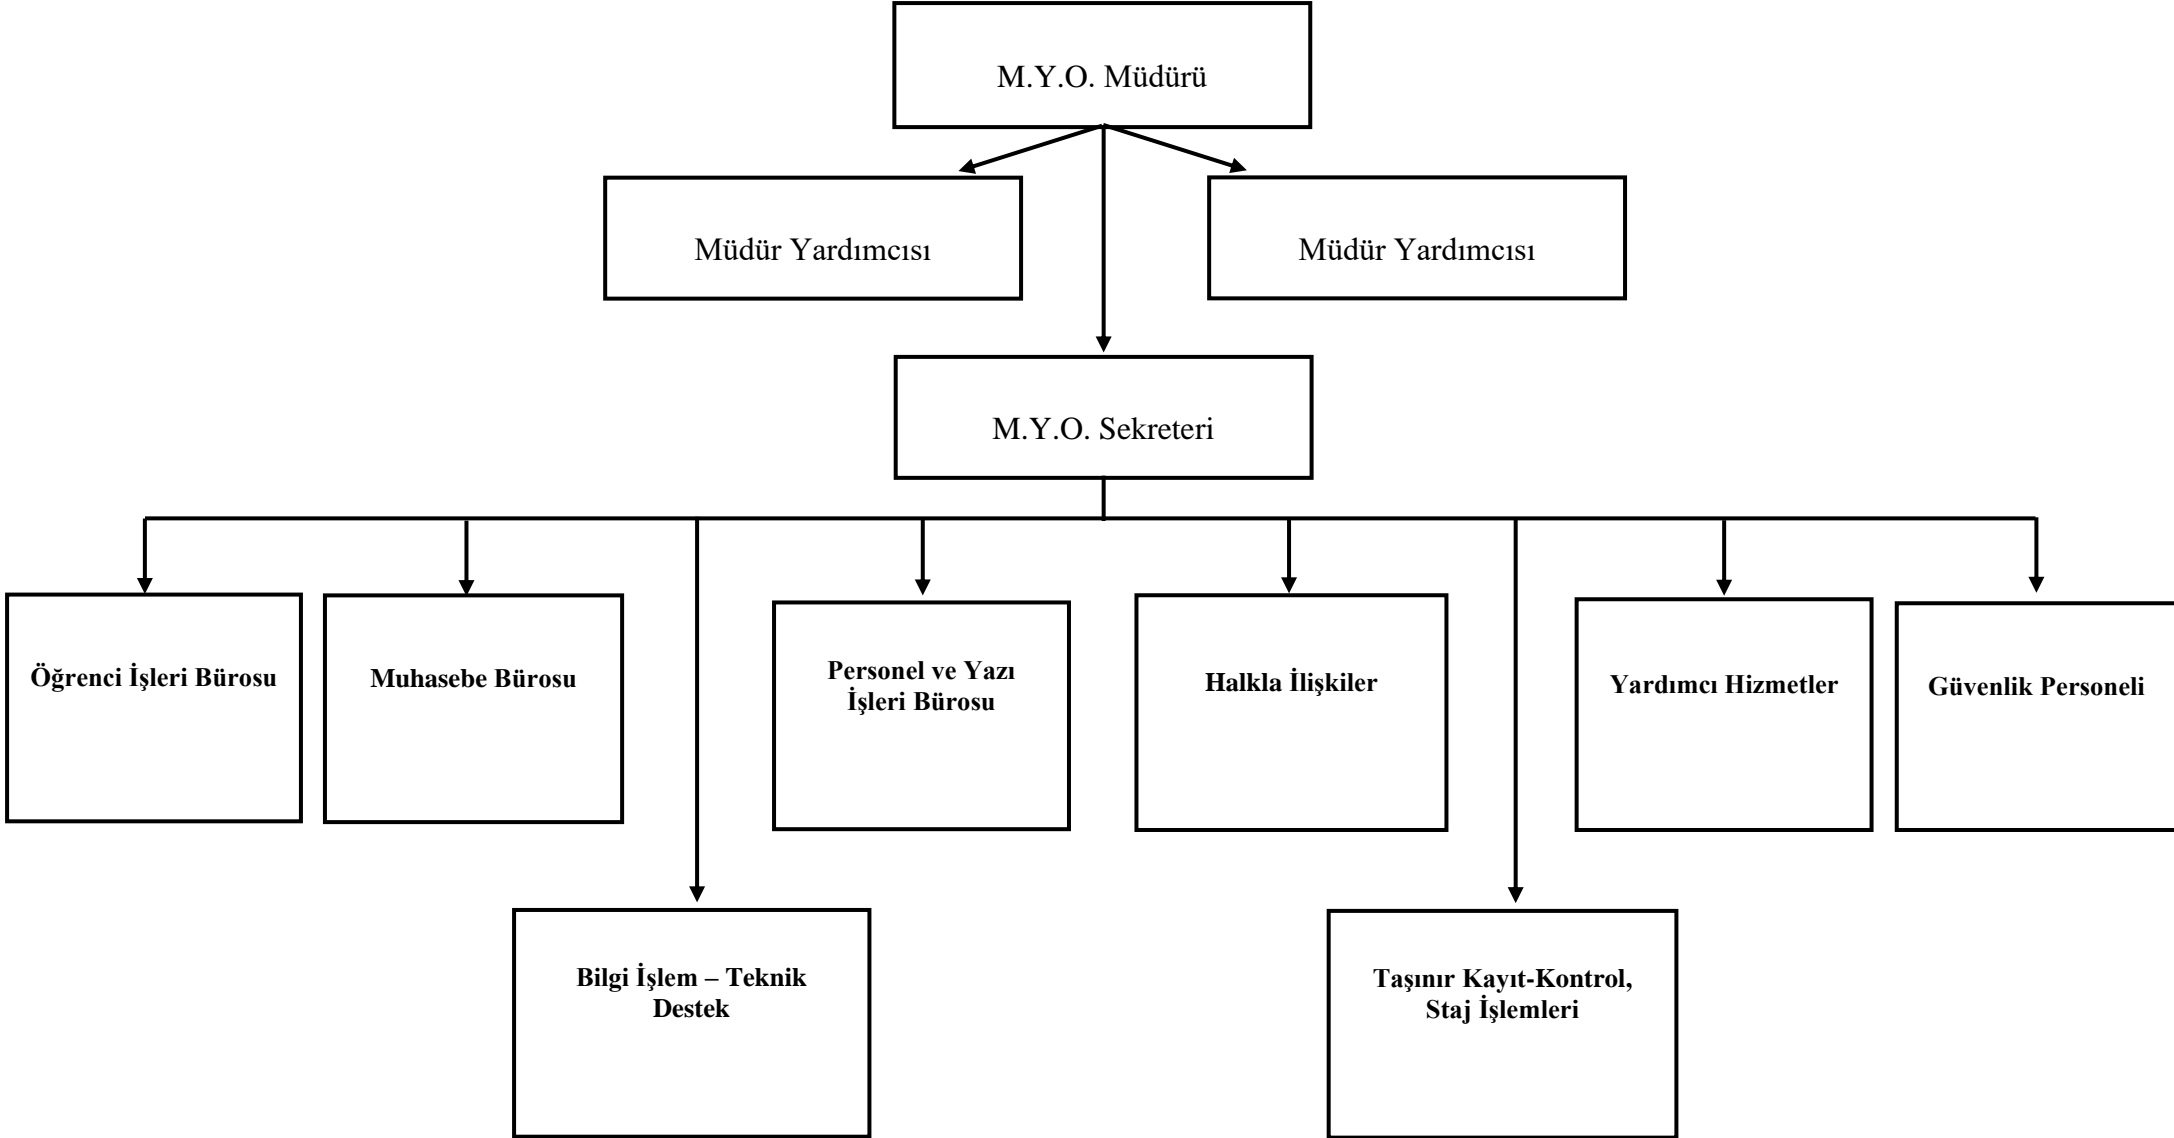 M.Y.O. Müdürü
Müdür Yardımcısı
Müdür Yardımcısı
M.Y.O. Sekreteri
Öğrenci İşleri Bürosu
Muhasebe Bürosu
Personel ve Yazı
İşleri Bürosu
Halkla İlişkiler
Yardımcı Hizmetler
Güvenlik Personeli
Bilgi İşlem – Teknik
Destek
Taşınır Kayıt-Kontrol,
Staj İşlemleri